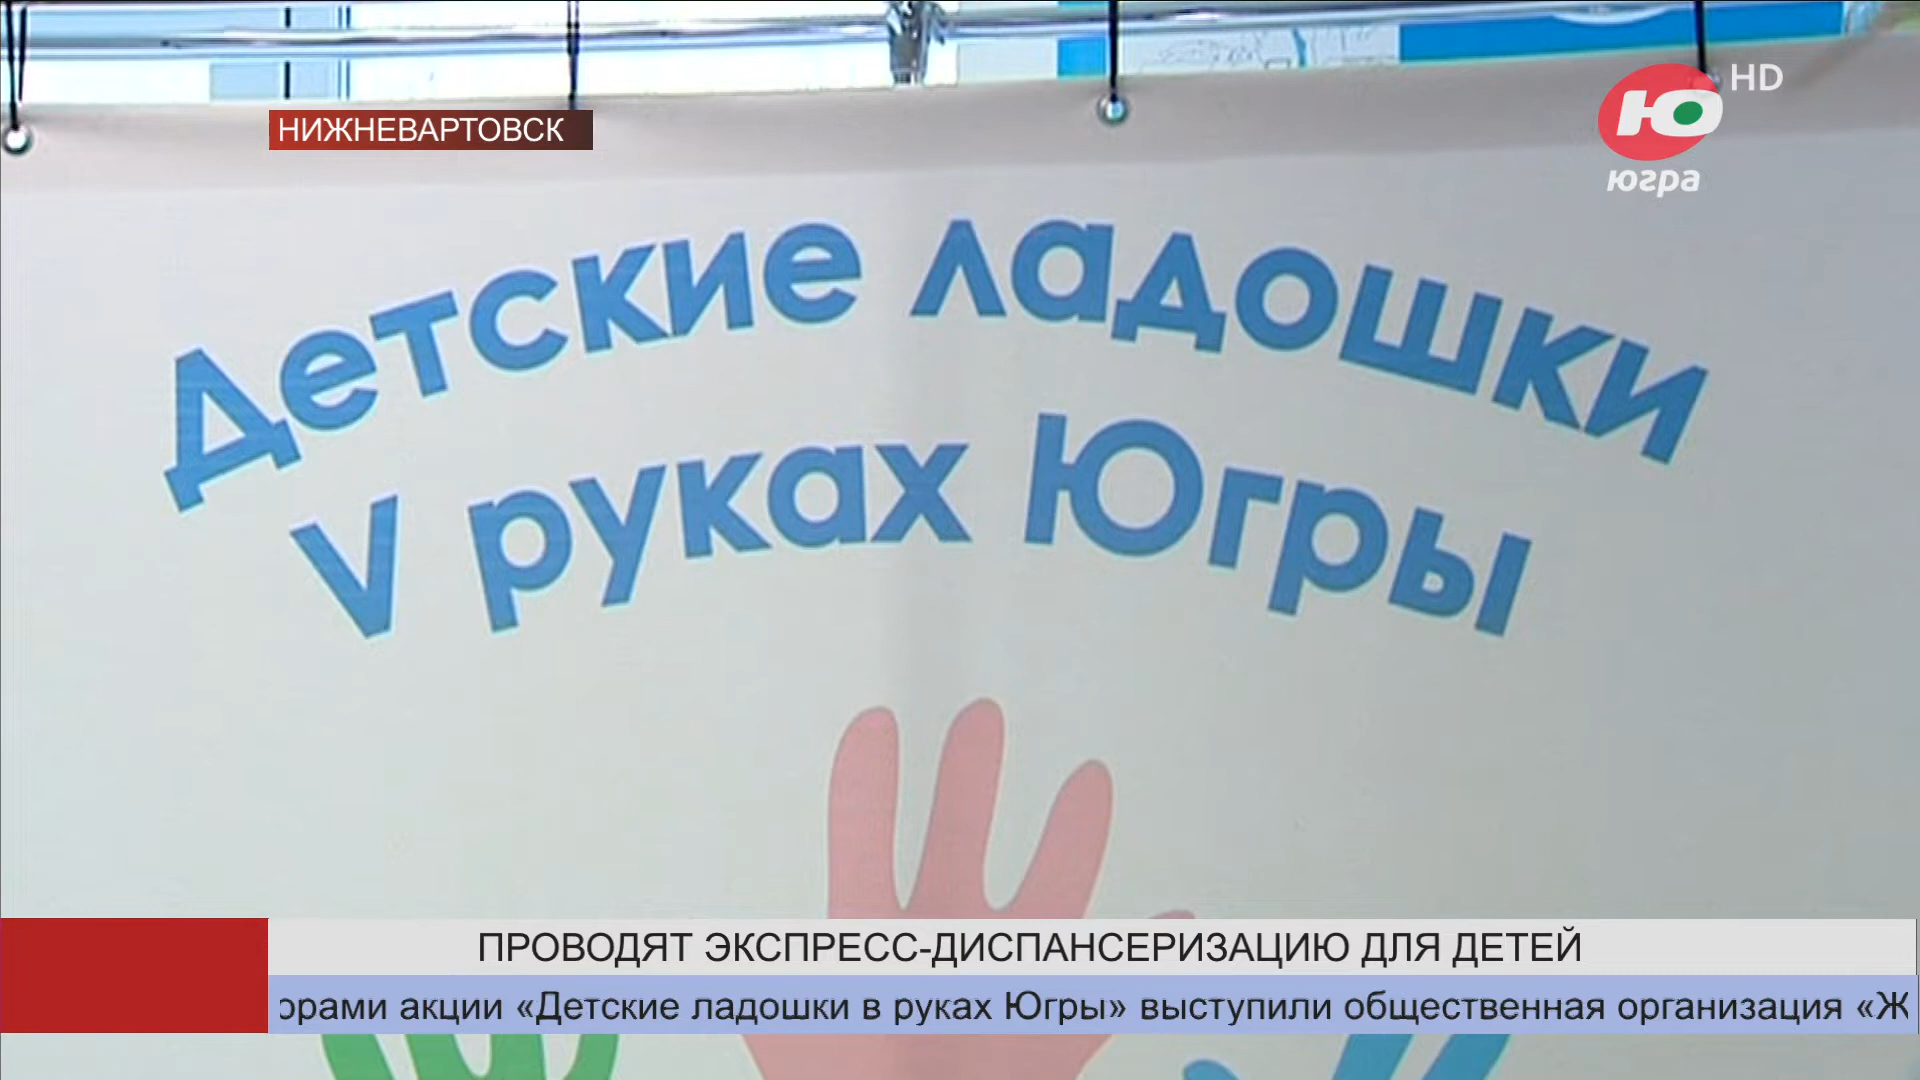 НИЖНЕВАРТОВСК
HD
Ю
югра
Детские ладошки
V руках Югры
ПРОВОДЯТ ЭКСПРЕСС-ДИСПАНСЕРИЗАЦИЮ ДЛЯ ДЕТЕЙ
орами акции «Детские ладошки в руках Югры» выступили общественная организация «Ж